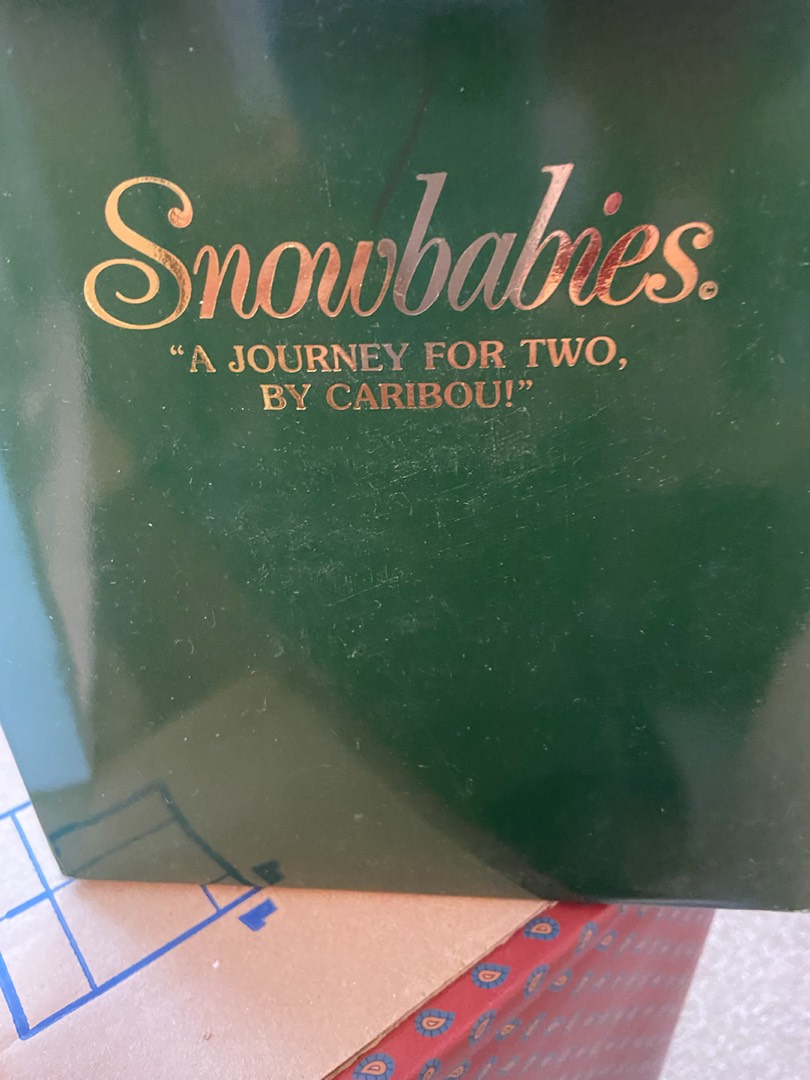 Snowbabies.©
“A JOURNEY FOR TWO,
BY CARIBOU!”